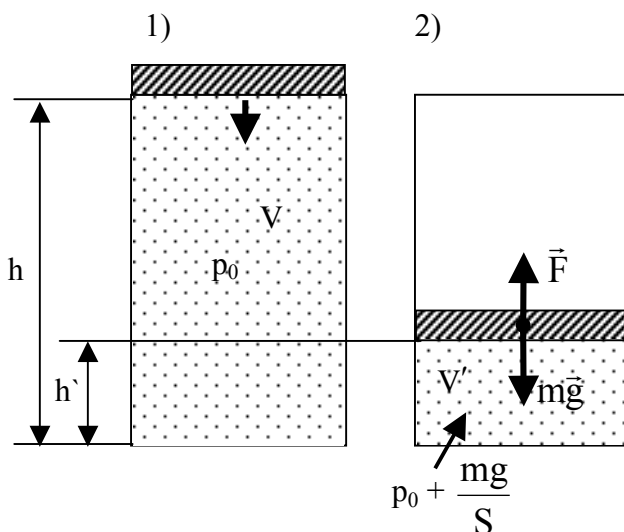 1) 2)
h
h`
V
p₀
F⃗
V′
mg⃗
p₀ + mg/S